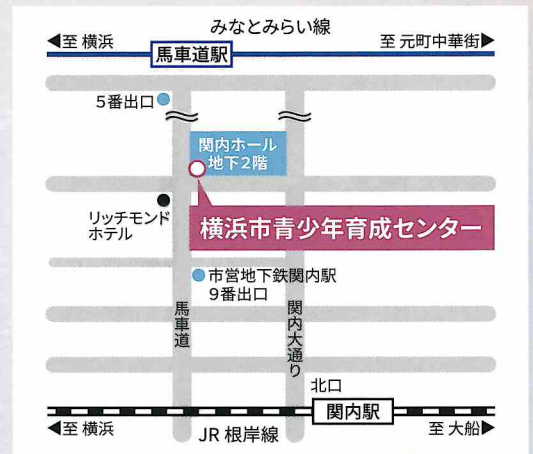 みなとみらい線
◀至 横浜
至 元町中華街▶
馬車道駅
5番出口
関内ホール
地下2階
リッチモンド
ホテル
横浜市青少年育成センター
市営地下鉄関内駅
9番出口
馬車道
関内大通り
北口
関内駅
◀至 横浜
JR 根岸線
至 大船▶